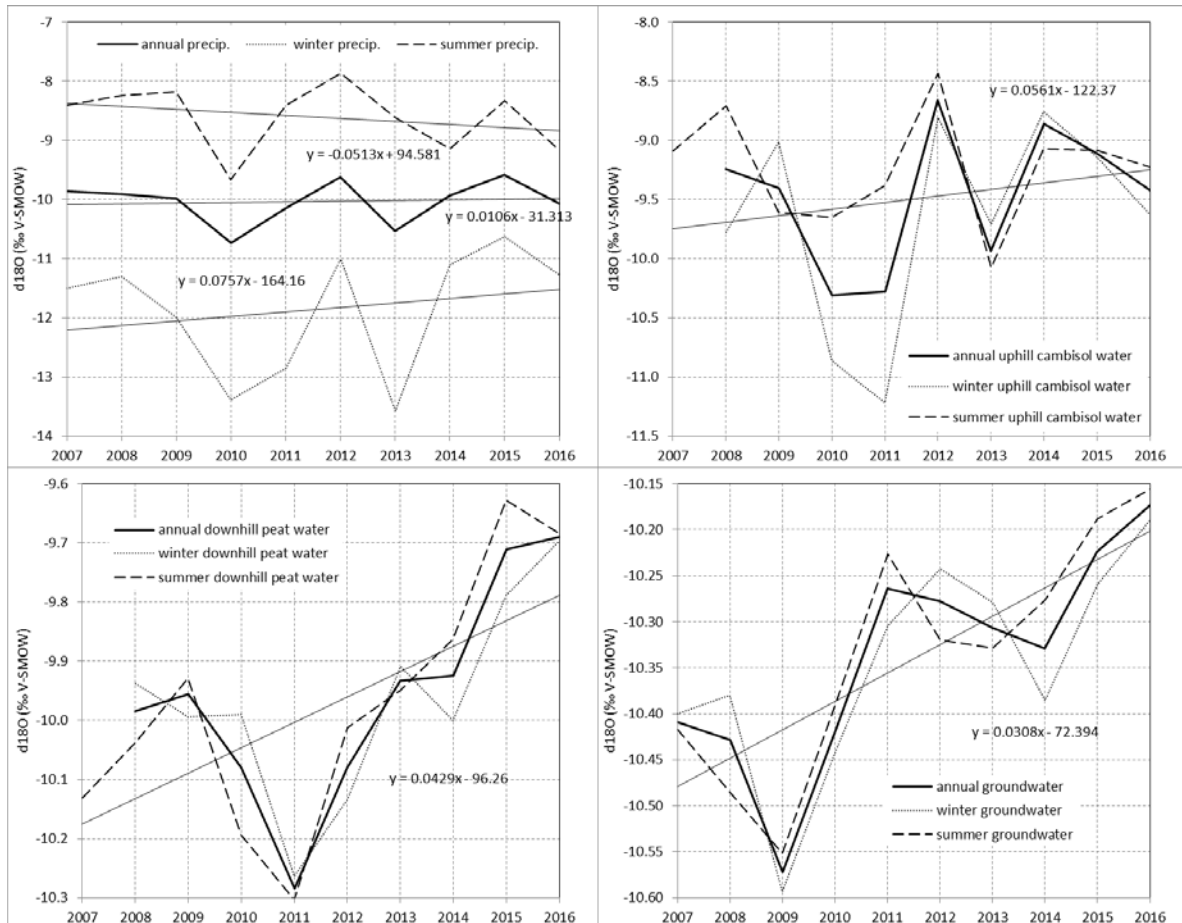 -7
-8
-9
-10
-11
-12
-13
-14
d18O (‰ V-SMOW)
annual precip. winter precip. summer precip.
y = -0.0513x + 94.581
y = 0.0106x - 31.313
y = 0.0757x - 164.16
2007 2008 2009 2010 2011 2012 2013 2014 2015 2016
-8.0
-8.5
-9.0
-9.5
-10.0
-10.5
-11.0
-11.5
d18O (‰ V-SMOW)
y = 0.0561x - 122.37
annual uphill cambisol water
winter uphill cambisol water
summer uphill cambisol water
2007 2008 2009 2010 2011 2012 2013 2014 2015 2016
-9.6
-9.7
-9.8
-9.9
-10.0
-10.1
-10.2
-10.3
d18O (‰ V-SMOW)
annual downhill peat water
winter downhill peat water
summer downhill peat water
y = 0.0429x - 96.26
2007 2008 2009 2010 2011 2012 2013 2014 2015 2016
-10.15
-10.20
-10.25
-10.30
-10.35
-10.40
-10.45
-10.50
-10.55
-10.60
d18O (‰ V-SMOW)
y = 0.0308x - 72.394
annual groundwater
winter groundwater
summer groundwater
2007 2008 2009 2010 2011 2012 2013 2014 2015 2016